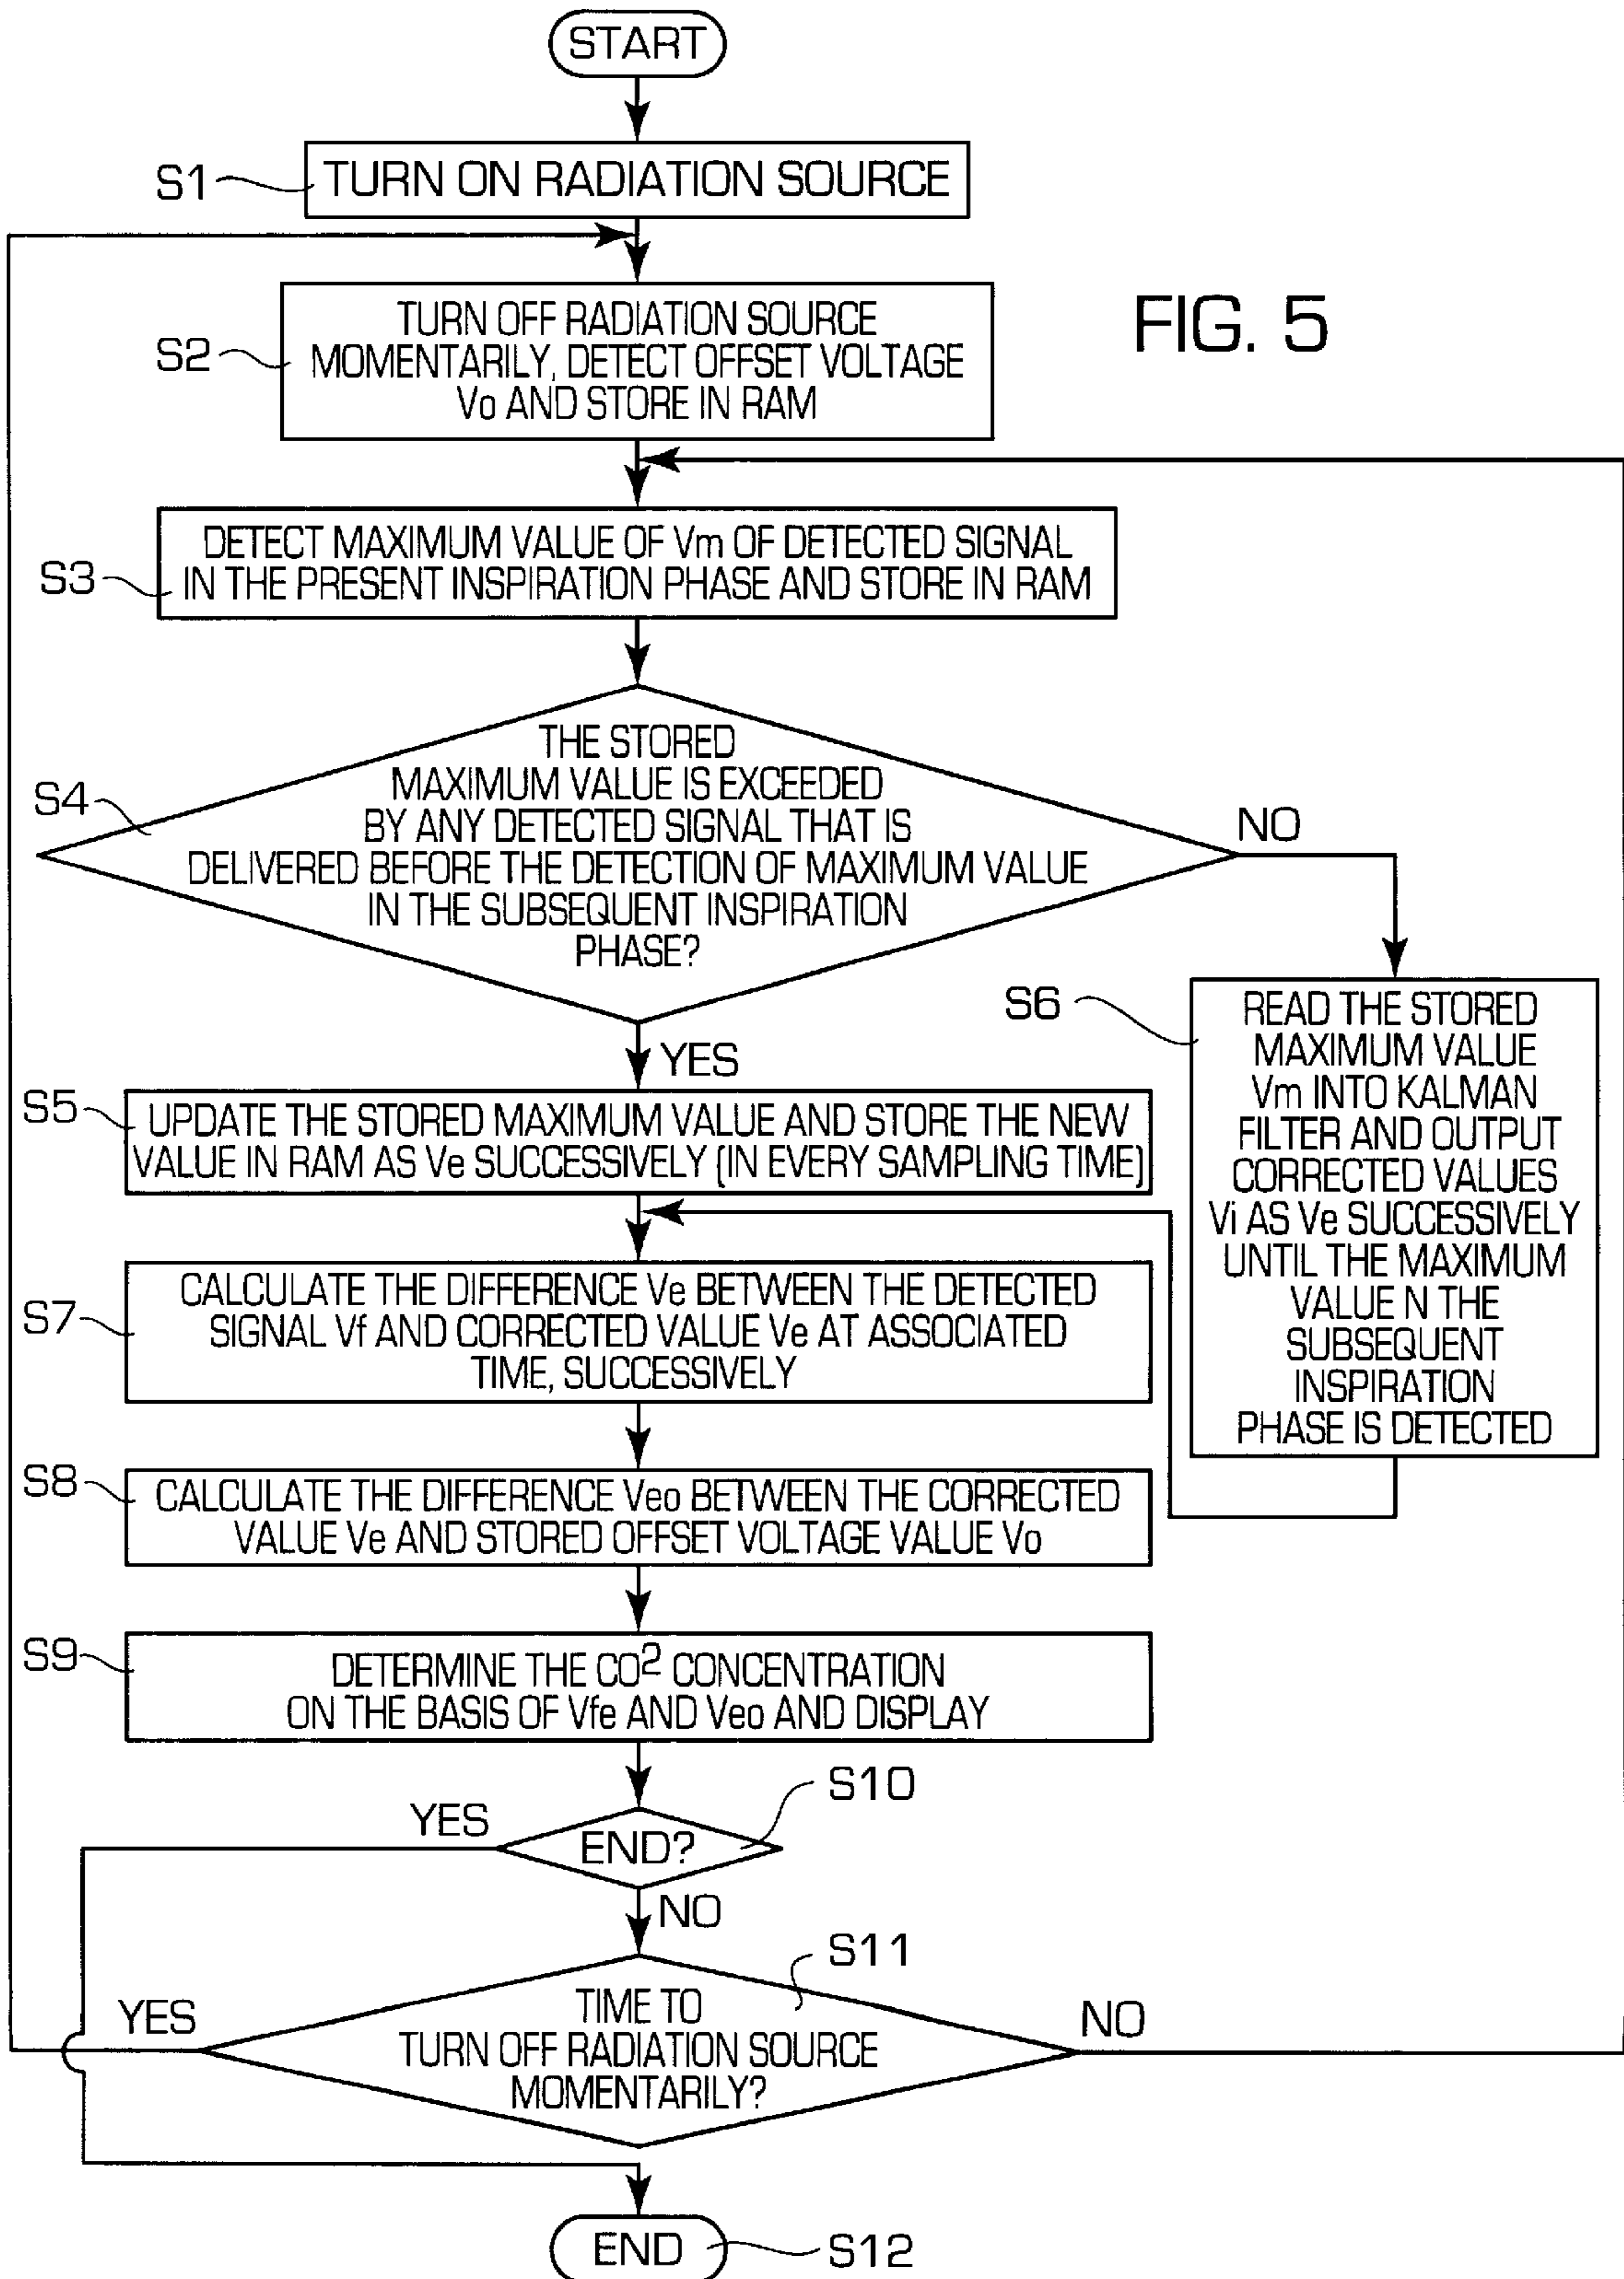 START
S1
TURN ON RADIATION SOURCE
FIG. 5
S2
TURN OFF RADIATION SOURCE
MOMENTARILY, DETECT OFFSET VOLTAGE
Vo AND STORE IN RAM
S3
DETECT MAXIMUM VALUE OF Vm OF DETECTED SIGNAL
IN THE PRESENT INSPIRATION PHASE AND STORE IN RAM
S4
THE STORED
MAXIMUM VALUE IS EXCEEDED
BY ANY DETECTED SIGNAL THAT IS
DELIVERED BEFORE THE DETECTION OF MAXIMUM VALUE
IN THE SUBSEQUENT INSPIRATION
PHASE?
NO
YES
S6
READ THE STORED
MAXIMUM VALUE
Vm INTO KALMAN
FILTER AND OUTPUT
CORRECTED VALUES
Vi AS Ve SUCCESSIVELY
UNTIL THE MAXIMUM
VALUE N THE
SUBSEQUENT
INSPIRATION
PHASE IS DETECTED
S5
UPDATE THE STORED MAXIMUM VALUE AND STORE THE NEW
VALUE IN RAM AS Ve SUCCESSIVELY (IN EVERY SAMPLING TIME)
S7
CALCULATE THE DIFFERENCE Ve BETWEEN THE DETECTED
SIGNAL Vf AND CORRECTED VALUE Ve AT ASSOCIATED
TIME, SUCCESSIVELY
S8
CALCULATE THE DIFFERENCE Veo BETWEEN THE CORRECTED
VALUE Ve AND STORED OFFSET VOLTAGE VALUE Vo
S9
DETERMINE THE CO² CONCENTRATION
ON THE BASIS OF Vfe AND Veo AND DISPLAY
S10
YES
END?
NO
S11
YES
TIME TO
TURN OFF RADIATION SOURCE
MOMENTARILY?
NO
END
S12